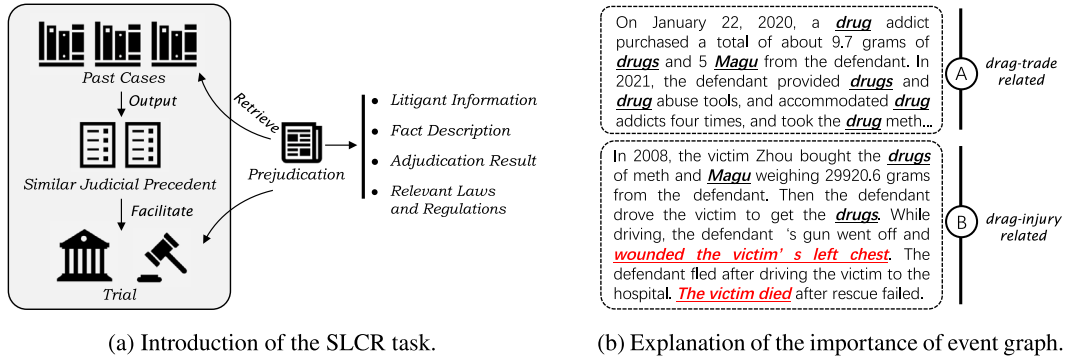 Past Cases
Output
Similar Judicial Precedent
Facilitate
Trial
Retrieve
Prejudication
• Litigant Information
• Fact Description
• Adjudication Result
• Relevant Laws
and Regulations
(a) Introduction of the SLCR task.
On January 22, 2020, a drug addict
purchased a total of about 9.7 grams of
drugs and 5 Magu from the defendant. In
2021, the defendant provided drugs and
drug abuse tools, and accommodated drug
addicts four times, and took the drug meth...
A
drag-trade
related
In 2008, the victim Zhou bought the drugs
of meth and Magu weighing 29920.6 grams
from the defendant. Then the defendant
drove the victim to get the drugs. While
driving, the defendant 's gun went off and
wounded the victim' s left chest. The
defendant fled after driving the victim to the
hospital. The victim died after rescue failed.
B
drag-injury
related
(b) Explanation of the importance of event graph.